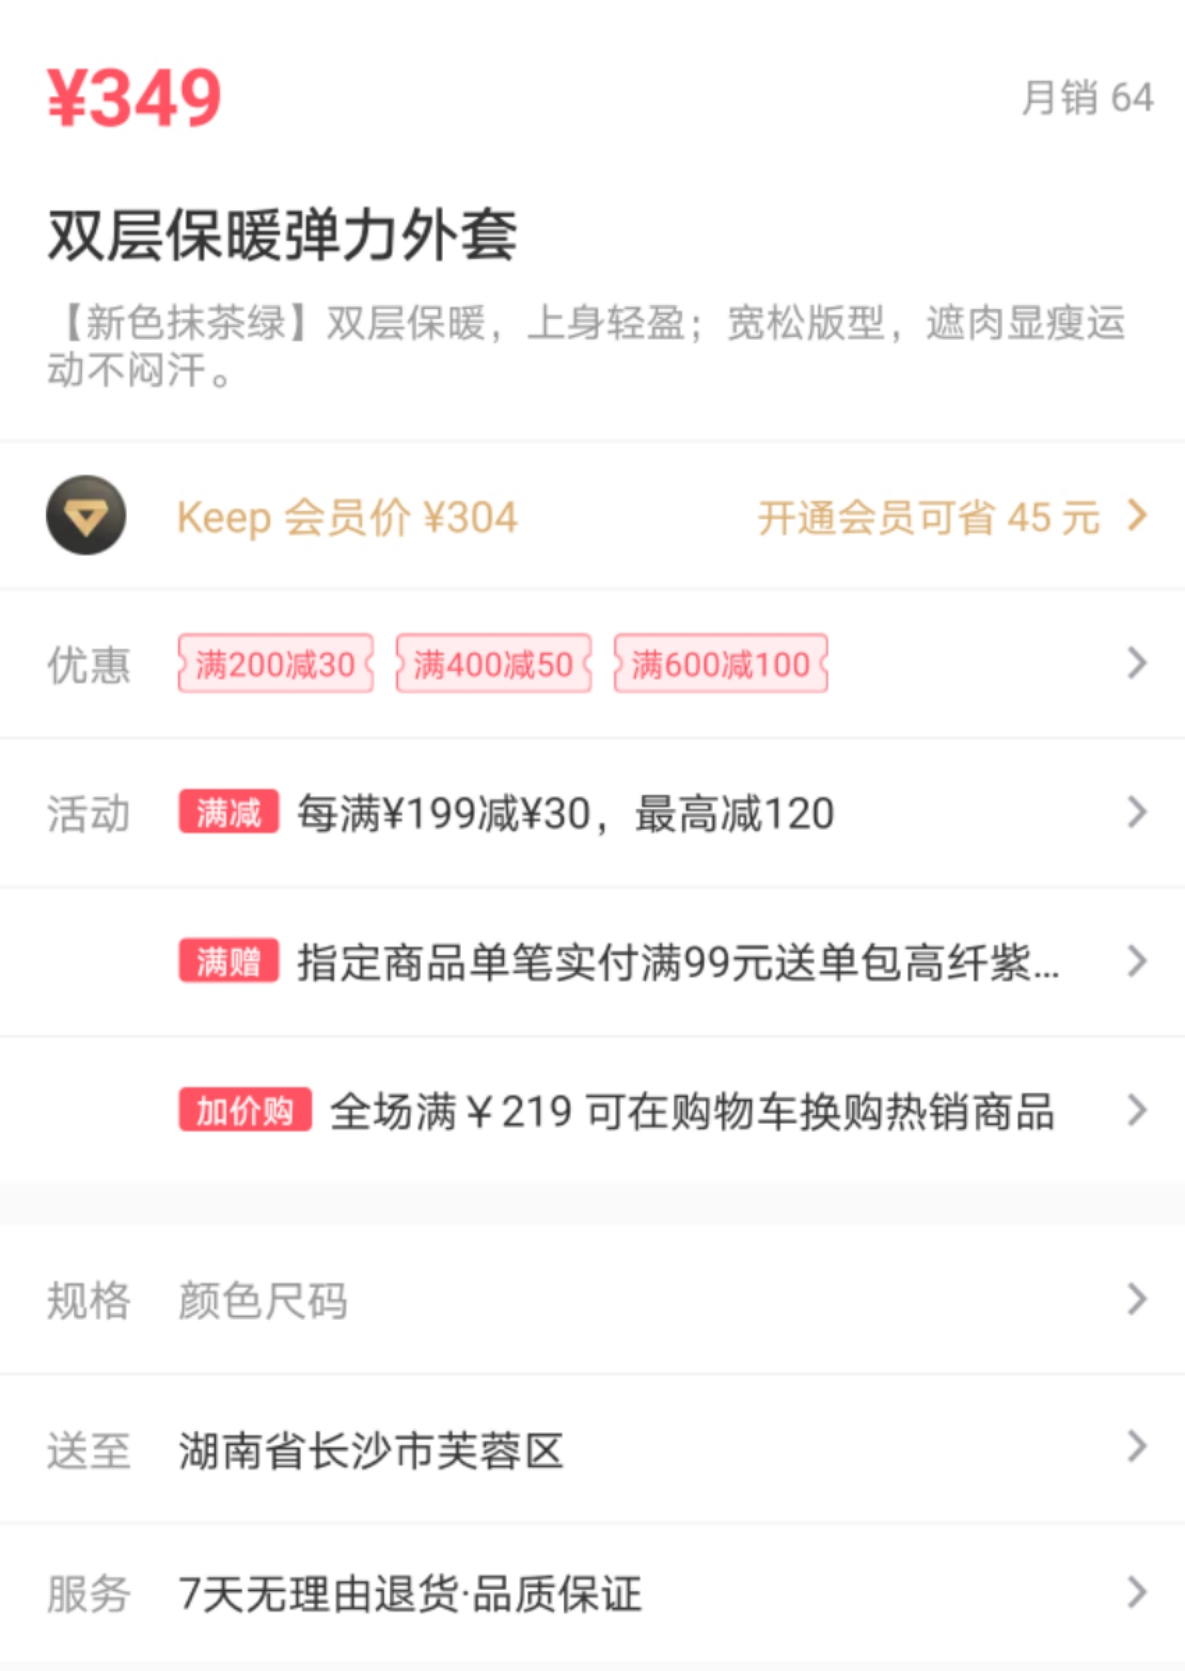 ¥349
月销 64
双层保暖弹力外套
【新色抹茶绿】双层保暖，上身轻盈；宽松版型，遮肉显瘦运
动不闷汗。
Keep 会员价 ¥304
开通会员可省 45 元
优惠 满200减30 满400减50 满600减100
活动 满减 每满¥199减¥30，最高减120
满赠 指定商品单笔实付满99元送单包高纤紫...
加价购 全场满￥219 可在购物车换购热销商品
规格 颜色尺码
送至 湖南省长沙市芙蓉区
服务 7天无理由退货·品质保证